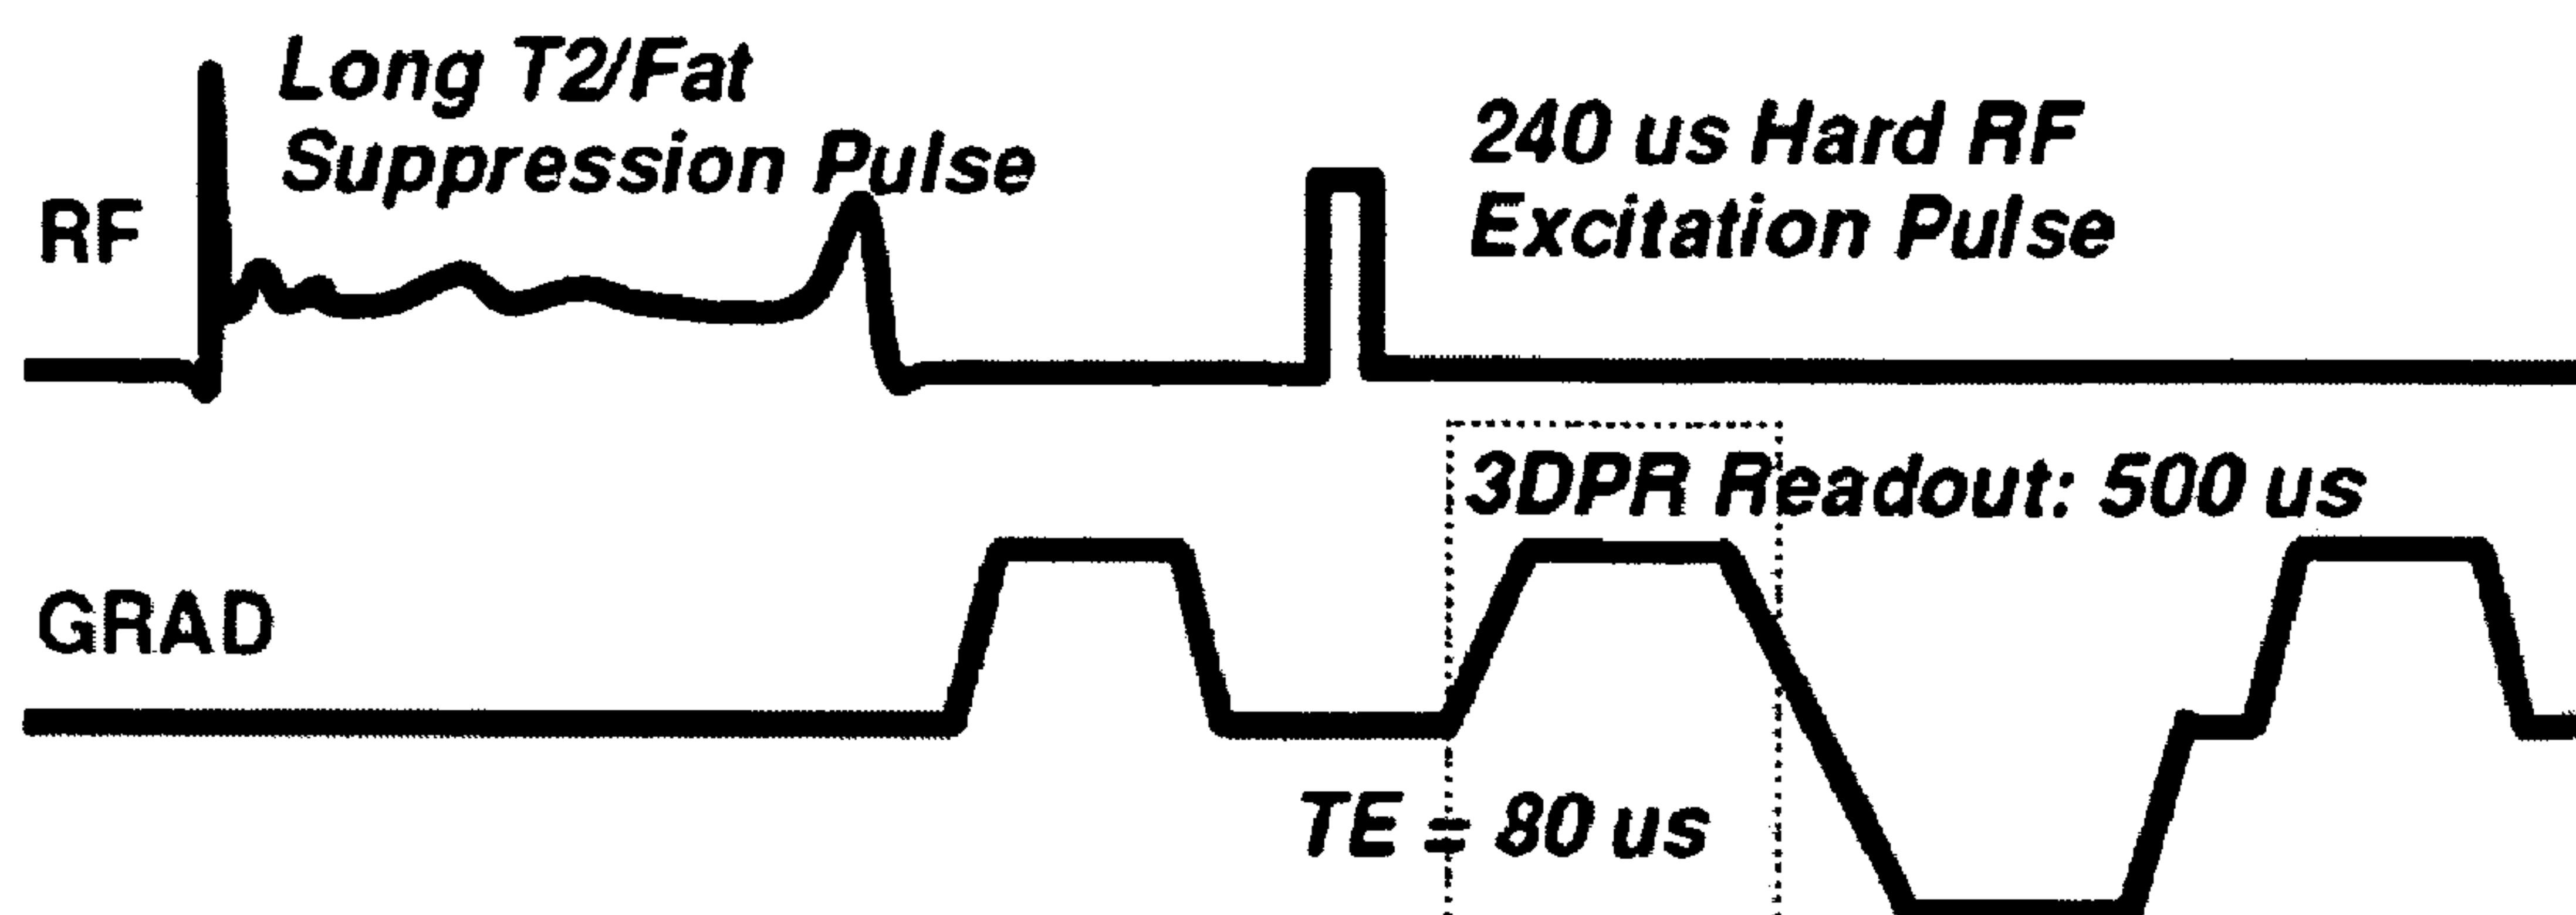 Long T2/Fat
Suppression Pulse
240 us Hard RF
Excitation Pulse
RF
3DPR Readout: 500 us
GRAD
TE = 80 us